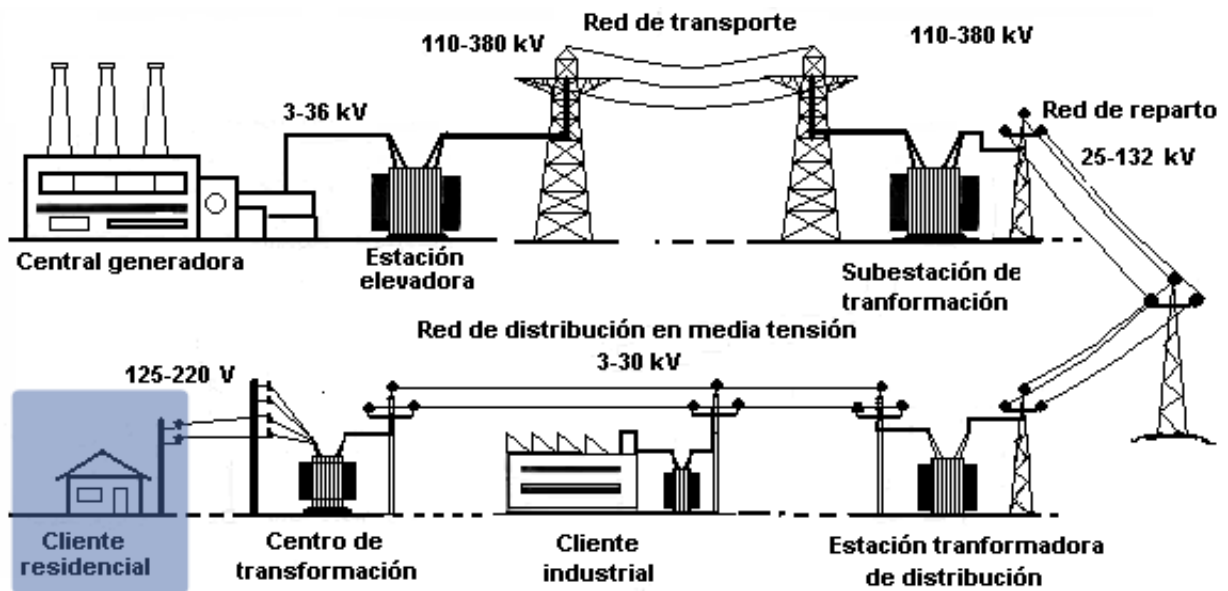 Red de transporte
110-380 kV
110-380 kV
3-36 kV
Red de reparto
25-132 kV
Central generadora
Estación
elevadora
Subestación de
tranformación
Red de distribución en media tensión
3-30 kV
125-220 V
Cliente
residencial
Centro de
transformación
Cliente
industrial
Estación tranformadora
de distribución